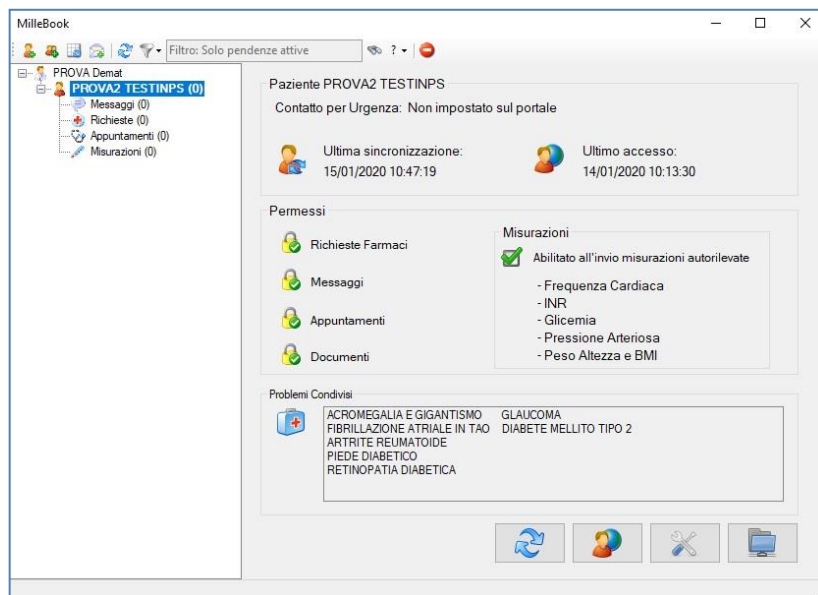 MilleBook
Filtro: Solo pendenze attive
?
PROVA Demat
PROVA2 TESTINPS (0)
Messaggi (0)
Richieste (0)
Appuntamenti (0)
Misurazioni (0)
Paziente PROVA2 TESTINPS
Contatto per Urgenza: Non impostato sul portale
Ultima sincronizzazione:
15/01/2020 10:47:19
Ultimo accesso:
14/01/2020 10:13:30
Permessi
Richieste Farmaci
Messaggi
Appuntamenti
Documenti
Misurazioni
Abilitato all'invio misurazioni autorilevate
- Frequenza Cardiaca
- INR
- Glicemia
- Pressione Arteriosa
- Peso Altezza e BMI
Problemi Condivisi
ACROMEGALIA E GIGANTISMO GLAUCOMA
FIBRILLAZIONE ATRIALE IN TAO DIABETE MELLITO TIPO 2
ARTRITE REUMATOIDE
PIEDE DIABETICO
RETINOPATIA DIABETICA